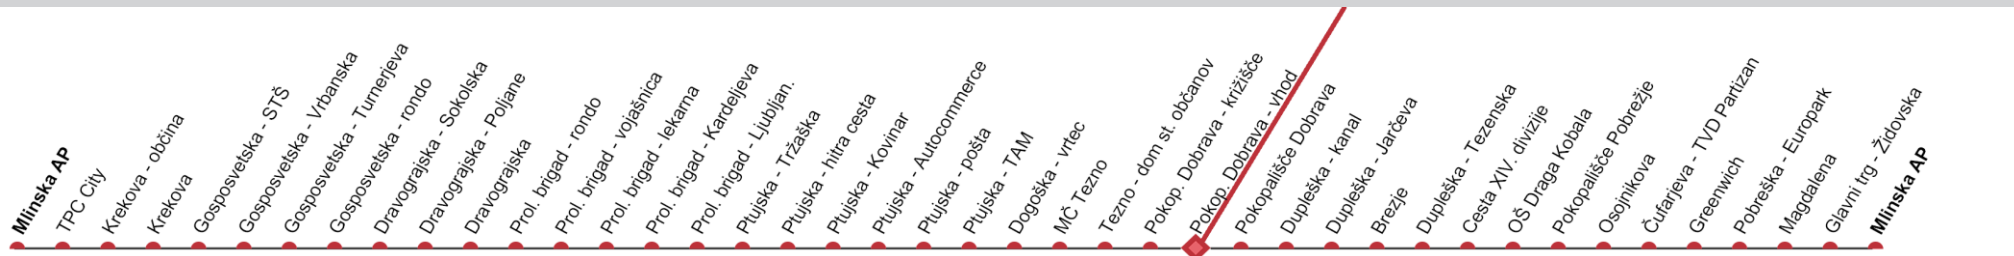 Mlinska AP
TPC City
Krekova - občina
Krekova
Gosposvetska - STŠ
Gosposvetska - Vrbanska
Gosposvetska - Turnerjeva
Gosposvetska - rondo
Dravograjska - Sokolska
Dravograjska - Poljane
Dravograjska
Prol. brigad - rondo
Prol. brigad - vojašnica
Prol. brigad - lekarna
Prol. brigad - Kardeljeva
Prol. brigad - Ljubljan.
Ptujska - Tržaška
Ptujska - hitra cesta
Ptujska - Kovinar
Ptujska - Autocommerce
Ptujska - pošta
Ptujska - TAM
Dogoška - vrtec
MČ Tezno
Tezno - dom st. občanov
Pokop. Dobrava - križišče
Pokop. Dobrava - vhod
Pokopališče Dobrava
Dupleška - kanal
Dupleška - Jarčeva
Brezje
Dupleška - Tezenska
Cesta XIV. divizije
OŠ Draga Kobala
Pokopališče Pobrežje
Osojnikova
Čufarjeva - TVD Partizan
Greenwich
Pobreška - Europark
Magdalena
Glavni trg - Židovska
Mlinska AP